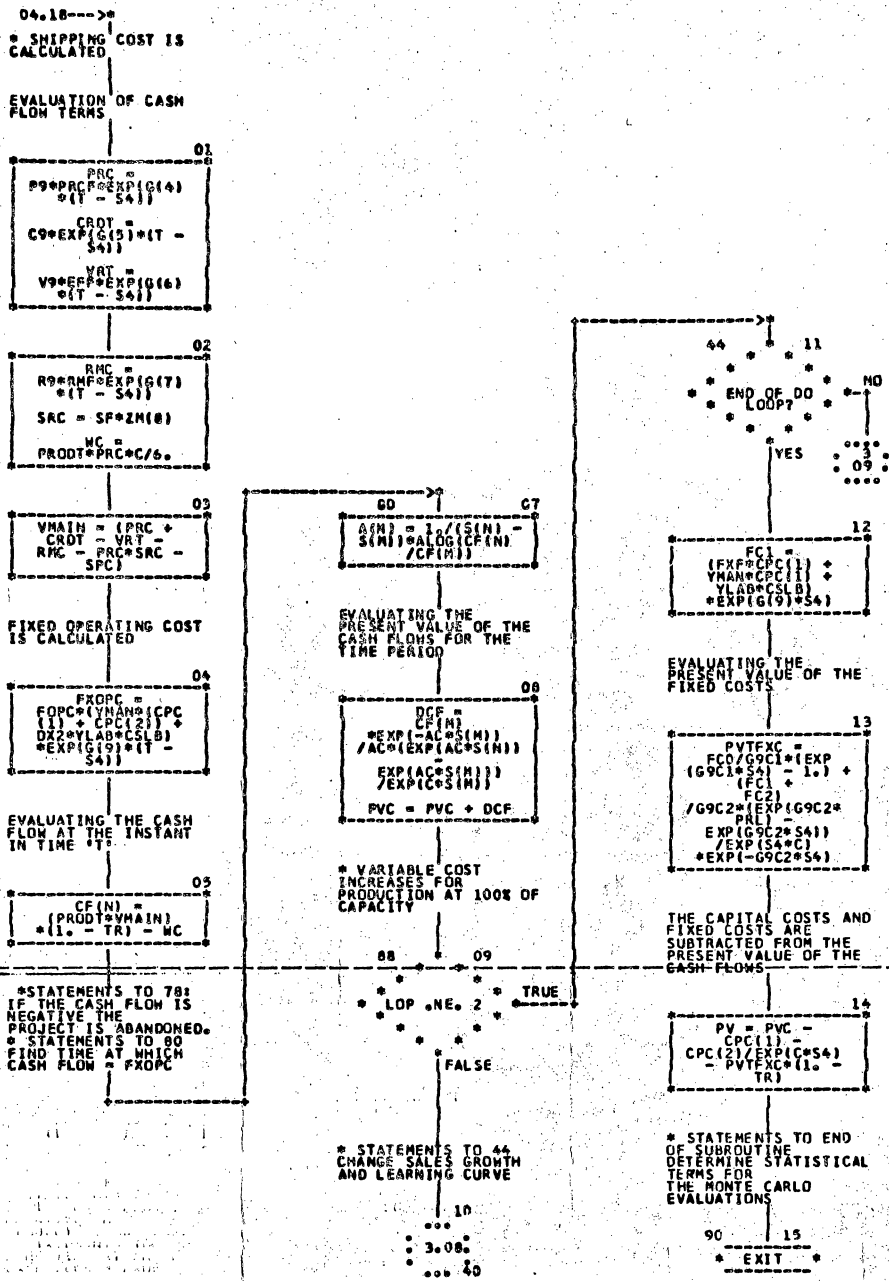 04.18--->*
* SHIPPING COST IS
CALCULATED
EVALUATION OF CASH
FLOW TERMS
01
PRC =
P9*PRCF*EXP(G(4)
*(T - S4))
CRDT =
C9*EXP(G(5)*(T -
S4))
VRT =
V9*EFF*EXP(G(6)
*(T - S4))
02
RMC =
R9*RMF*EXP(G(7)
*(T - S4))
SRC = SF*ZM(8)
WC =
PRODT*PRC*C/6.
03
VMAIN = (PRC +
CRDT - VRT -
RMC - PRC*SRC -
SPC)
FIXED OPERATING COST
IS CALCULATED
04
FXOPC =
FOPC*(YMAN*(CPC
(1) + CPC(2)) +
DX2*YLAB*CSLB)
*EXP(G(9)*(T -
S4))
EVALUATING THE CASH
FLOW AT THE INSTANT
IN TIME 'T'
05
CF(N) =
(PRODT*VMAIN)
*(1. - TR) - WC
*STATEMENTS TO 78:
IF THE CASH FLOW IS
NEGATIVE THE
PROJECT IS ABANDONED.
* STATEMENTS TO 80
FIND TIME AT WHICH
CASH FLOW = FXOPC
80 07
A(M) = 1./(S(N) -
S(M))*ALOG(CF(N)
/CF(M))
EVALUATING THE
PRESENT VALUE OF THE
CASH FLOWS FOR THE
TIME PERIOD
08
DCF =
CF(M)
*EXP(-AC*S(M))
/AC*(EXP(AC*S(N))
-
EXP(AC*S(M)))
/EXP(C*S(M))
PVC = PVC + DCF
* VARIABLE COST
INCREASES FOR
PRODUCTION AT 100% OF
CAPACITY
88 09
LOP .NE. 2
TRUE
FALSE
* STATEMENTS TO 44
CHANGE SALES GROWTH
AND LEARNING CURVE
10
3.08
40
44 11
END OF DO
LOOP?
NO
YES
3
09
12
FC1 =
(FXF*CPC(1) +
YMAN*CPC(1) +
YLAB*CSLB)
*EXP(G(9)*S4)
EVALUATING THE
PRESENT VALUE OF THE
FIXED COSTS
13
PVTFXC =
FC0/G9C1*(EXP
(G9C1*S4) - 1.) +
(FC1 +
FC2)
/G9C2*(EXP(G9C2*
PRL) -
EXP(G9C2*S4))
/EXP(S4*C)
*EXP(-G9C2*S4)
THE CAPITAL COSTS AND
FIXED COSTS ARE
SUBTRACTED FROM THE
PRESENT VALUE OF THE
CASH FLOWS
14
PV = PVC -
CPC(1) -
CPC(2)/EXP(C*S4)
- PVTFXC*(1. -
TR)
* STATEMENTS TO END
OF SUBROUTINE
DETERMINE STATISTICAL
TERMS FOR
THE MONTE CARLO
EVALUATIONS
90 15
* EXIT *